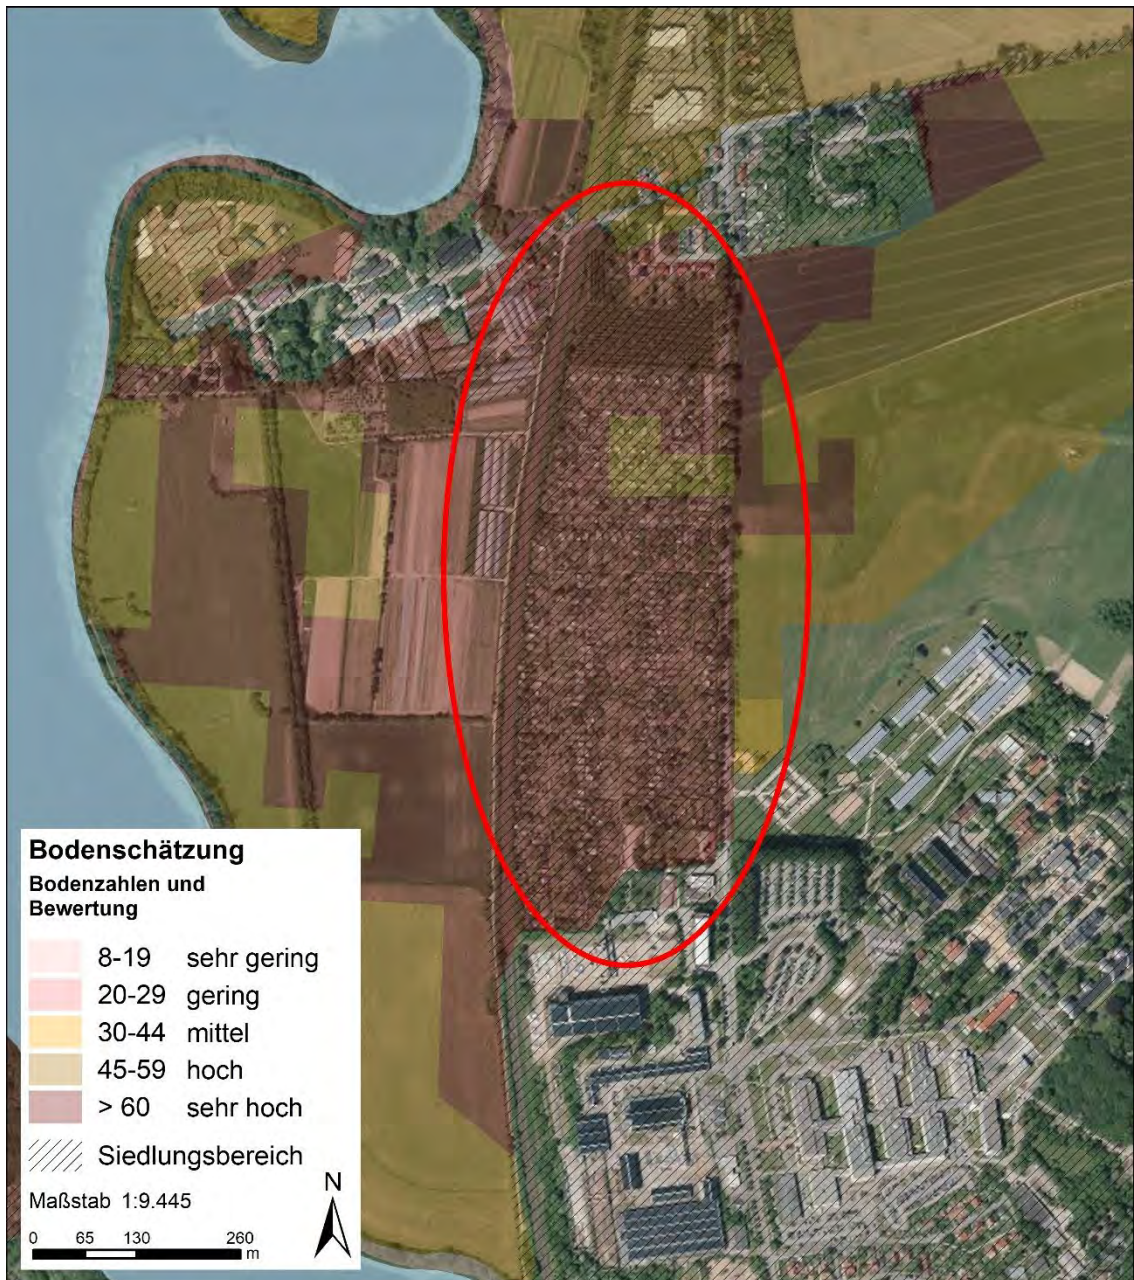 Bodenschätzung
Bodenzahlen und
Bewertung
8-19 sehr gering
20-29 gering
30-44 mittel
45-59 hoch
> 60 sehr hoch
Siedlungsbereich
Maßstab 1:9.445
N
0 65 130 260
m